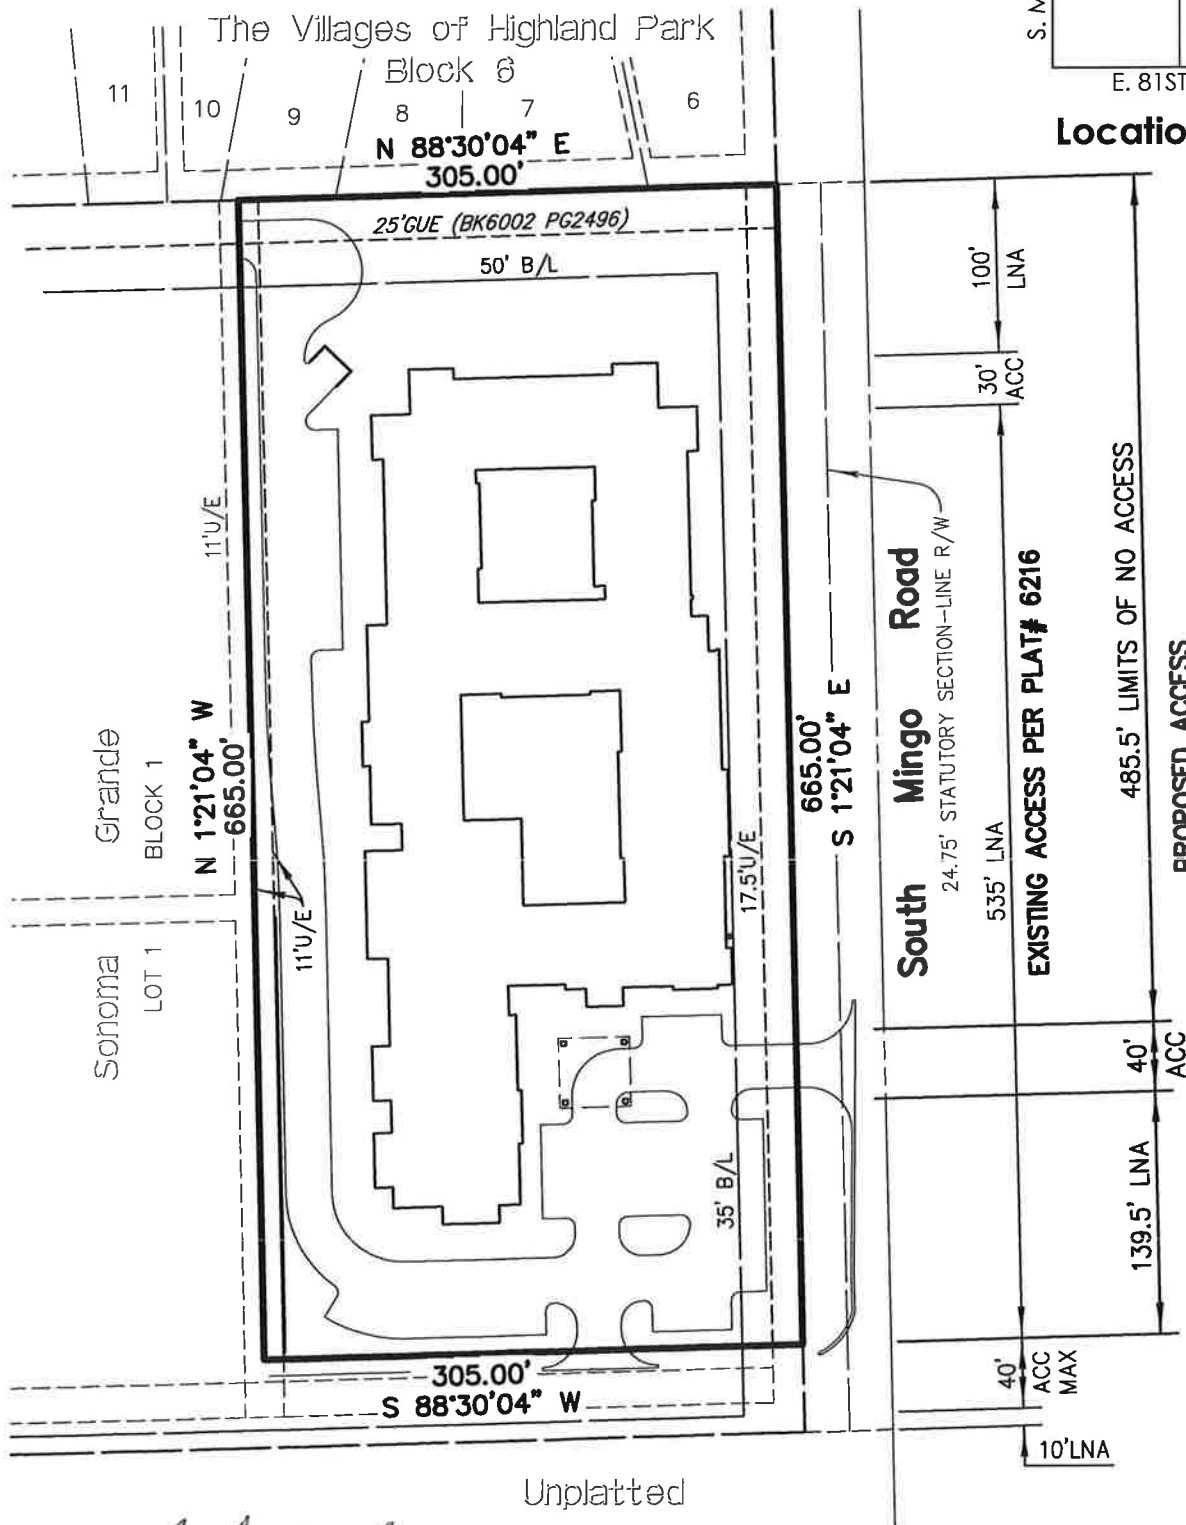 The Villages of Highland Park
Block 6
11
10
9
8
7
6
N 88°30'04" E
305.00'
25'GUE (BK6002 PG2496)
50' B/L
11'U/E
N 1°21'04" W
665.00'
Sonoma Grande
LOT 1 BLOCK 1
11'U/E
17.5'U/E
35' B/L
665.00'
S 1°21'04" E
South Mingo Road
24.75' STATUTORY SECTION-LINE R/W
100'
LNA
30'
ACC
535' LNA
EXISTING ACCESS PER PLAT# 6216
485.5' LIMITS OF NO ACCESS
PROPOSED ACCESS
40'
ACC
139.5' LNA
40'
ACC
MAX
10'LNA
305.00'
S 88°30'04" W
Unplatted
S. M
E. 81ST
Locatio